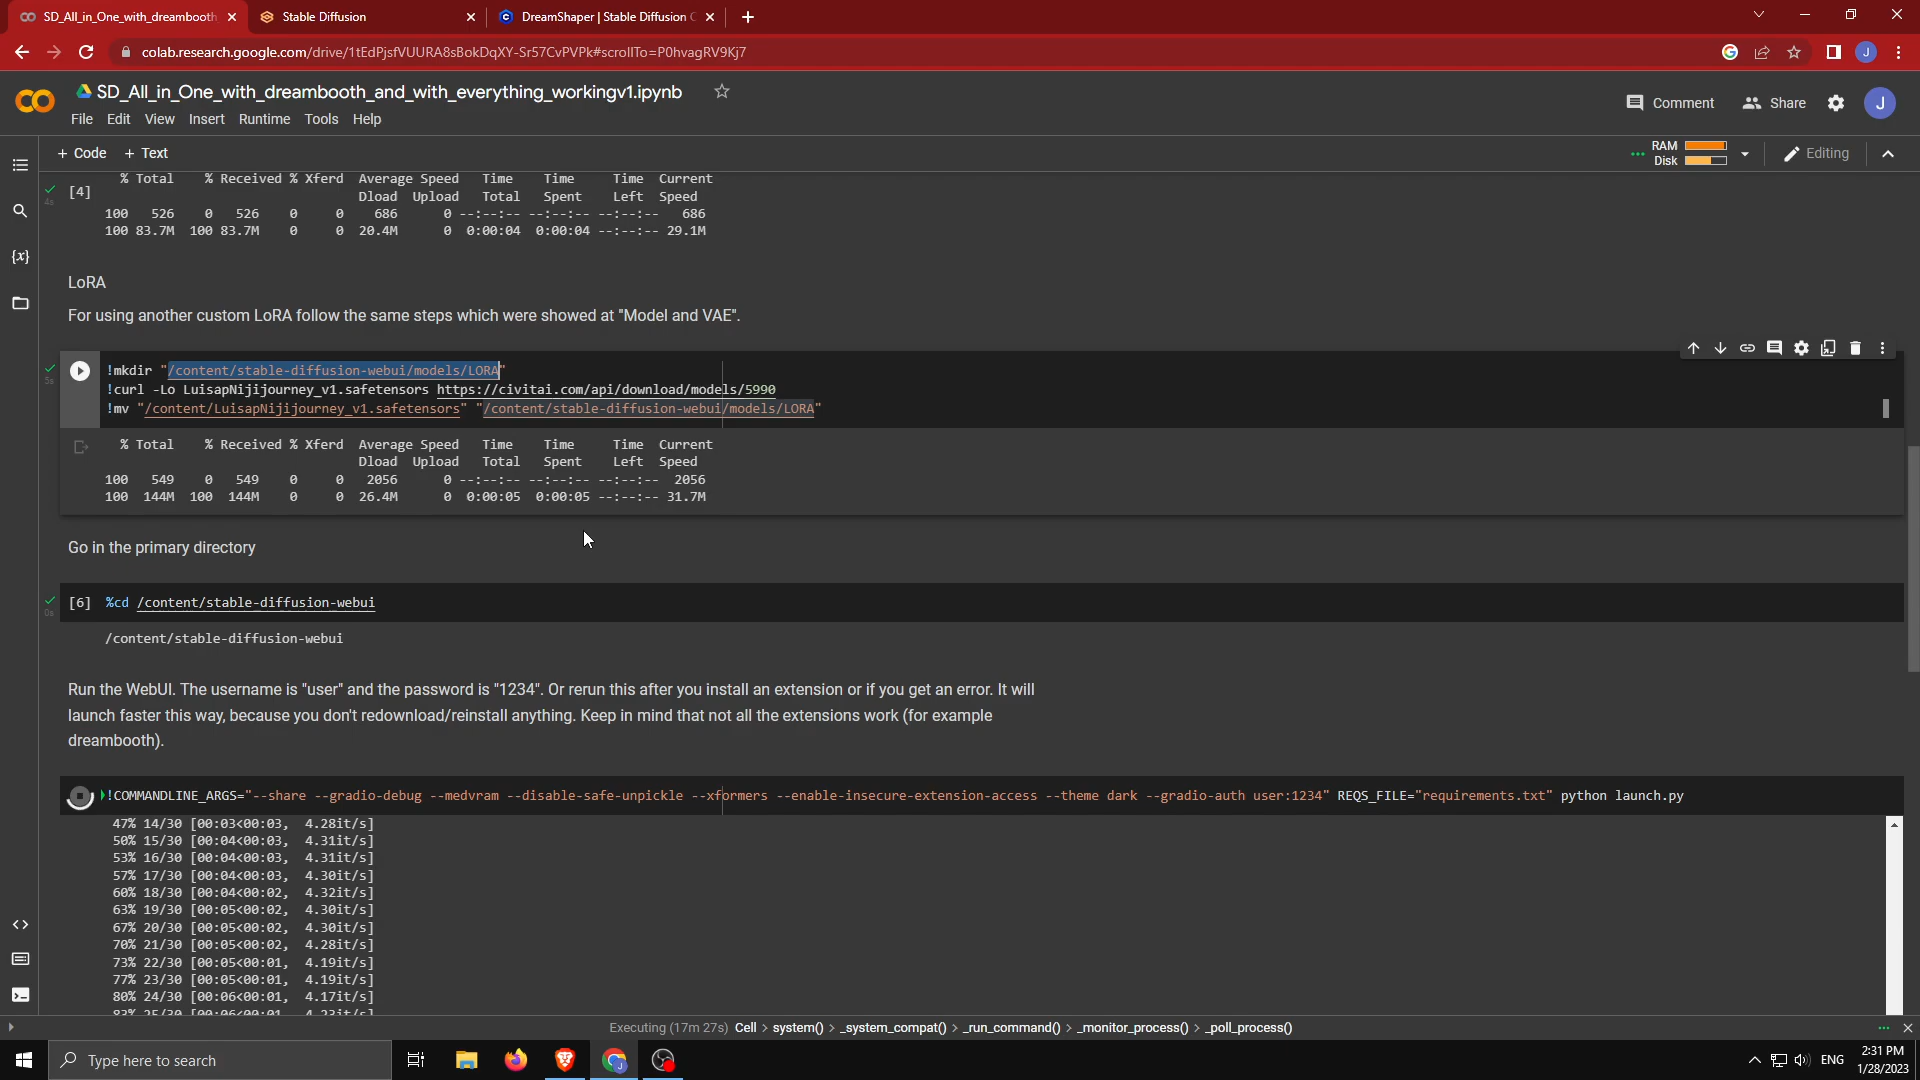 SD_All_in_One_with_dreambooth
Stable Diffusion
DreamShaper | Stable Diffusion C
colab.research.google.com/drive/1tEdPjsfVUURA8sBokDqXY-Sr57CvPVPk#scrollTo=P0hvagRV9Kj7
J
SD_All_in_One_with_dreambooth_and_with_everything_workingv1.ipynb
File Edit View Insert Runtime Tools Help
Comment
Share
J
+ Code + Text
RAM
Disk
Editing
[4]
4s
% Total % Received % Xferd Average Speed Time Time Time Current
Dload Upload Total Spent Left Speed
100 526 0 526 0 0 686 0 --:--:-- --:--:-- --:--:-- 686
100 83.7M 100 83.7M 0 0 20.4M 0 0:00:04 0:00:04 --:--:-- 29.1M
LoRA
For using another custom LoRA follow the same steps which were showed at "Model and VAE".
5s
!mkdir "/content/stable-diffusion-webui/models/LORA"
!curl -Lo LuisapNijijourney_v1.safetensors https://civitai.com/api/download/models/5990
!mv "/content/LuisapNijijourney_v1.safetensors" "/content/stable-diffusion-webui/models/LORA"
% Total % Received % Xferd Average Speed Time Time Time Current
Dload Upload Total Spent Left Speed
100 549 0 549 0 0 2056 0 --:--:-- --:--:-- --:--:-- 2056
100 144M 100 144M 0 0 26.4M 0 0:00:05 0:00:05 --:--:-- 31.7M
Go in the primary directory
0s
[6] %cd /content/stable-diffusion-webui
/content/stable-diffusion-webui
Run the WebUI. The username is "user" and the password is "1234". Or rerun this after you install an extension or if you get an error. It will
launch faster this way, because you don't redownload/reinstall anything. Keep in mind that not all the extensions work (for example
dreambooth).
!COMMANDLINE_ARGS="--share --gradio-debug --medvram --disable-safe-unpickle --xformers --enable-insecure-extension-access --theme dark --gradio-auth user:1234" REQS_FILE="requirements.txt" python launch.py
47% 14/30 [00:03<00:03, 4.28it/s]
50% 15/30 [00:04<00:03, 4.31it/s]
53% 16/30 [00:04<00:03, 4.31it/s]
57% 17/30 [00:04<00:03, 4.30it/s]
60% 18/30 [00:04<00:02, 4.32it/s]
63% 19/30 [00:05<00:02, 4.30it/s]
67% 20/30 [00:05<00:02, 4.30it/s]
70% 21/30 [00:05<00:02, 4.28it/s]
73% 22/30 [00:05<00:01, 4.19it/s]
77% 23/30 [00:05<00:01, 4.19it/s]
80% 24/30 [00:06<00:01, 4.17it/s]
83% 25/30 [00:06<00:01, 4.23it/s]
Executing (17m 27s) Cell > system() > _system_compat() > _run_command() > _monitor_process() > _poll_process()
Type here to search
ENG
2:31 PM
1/28/2023